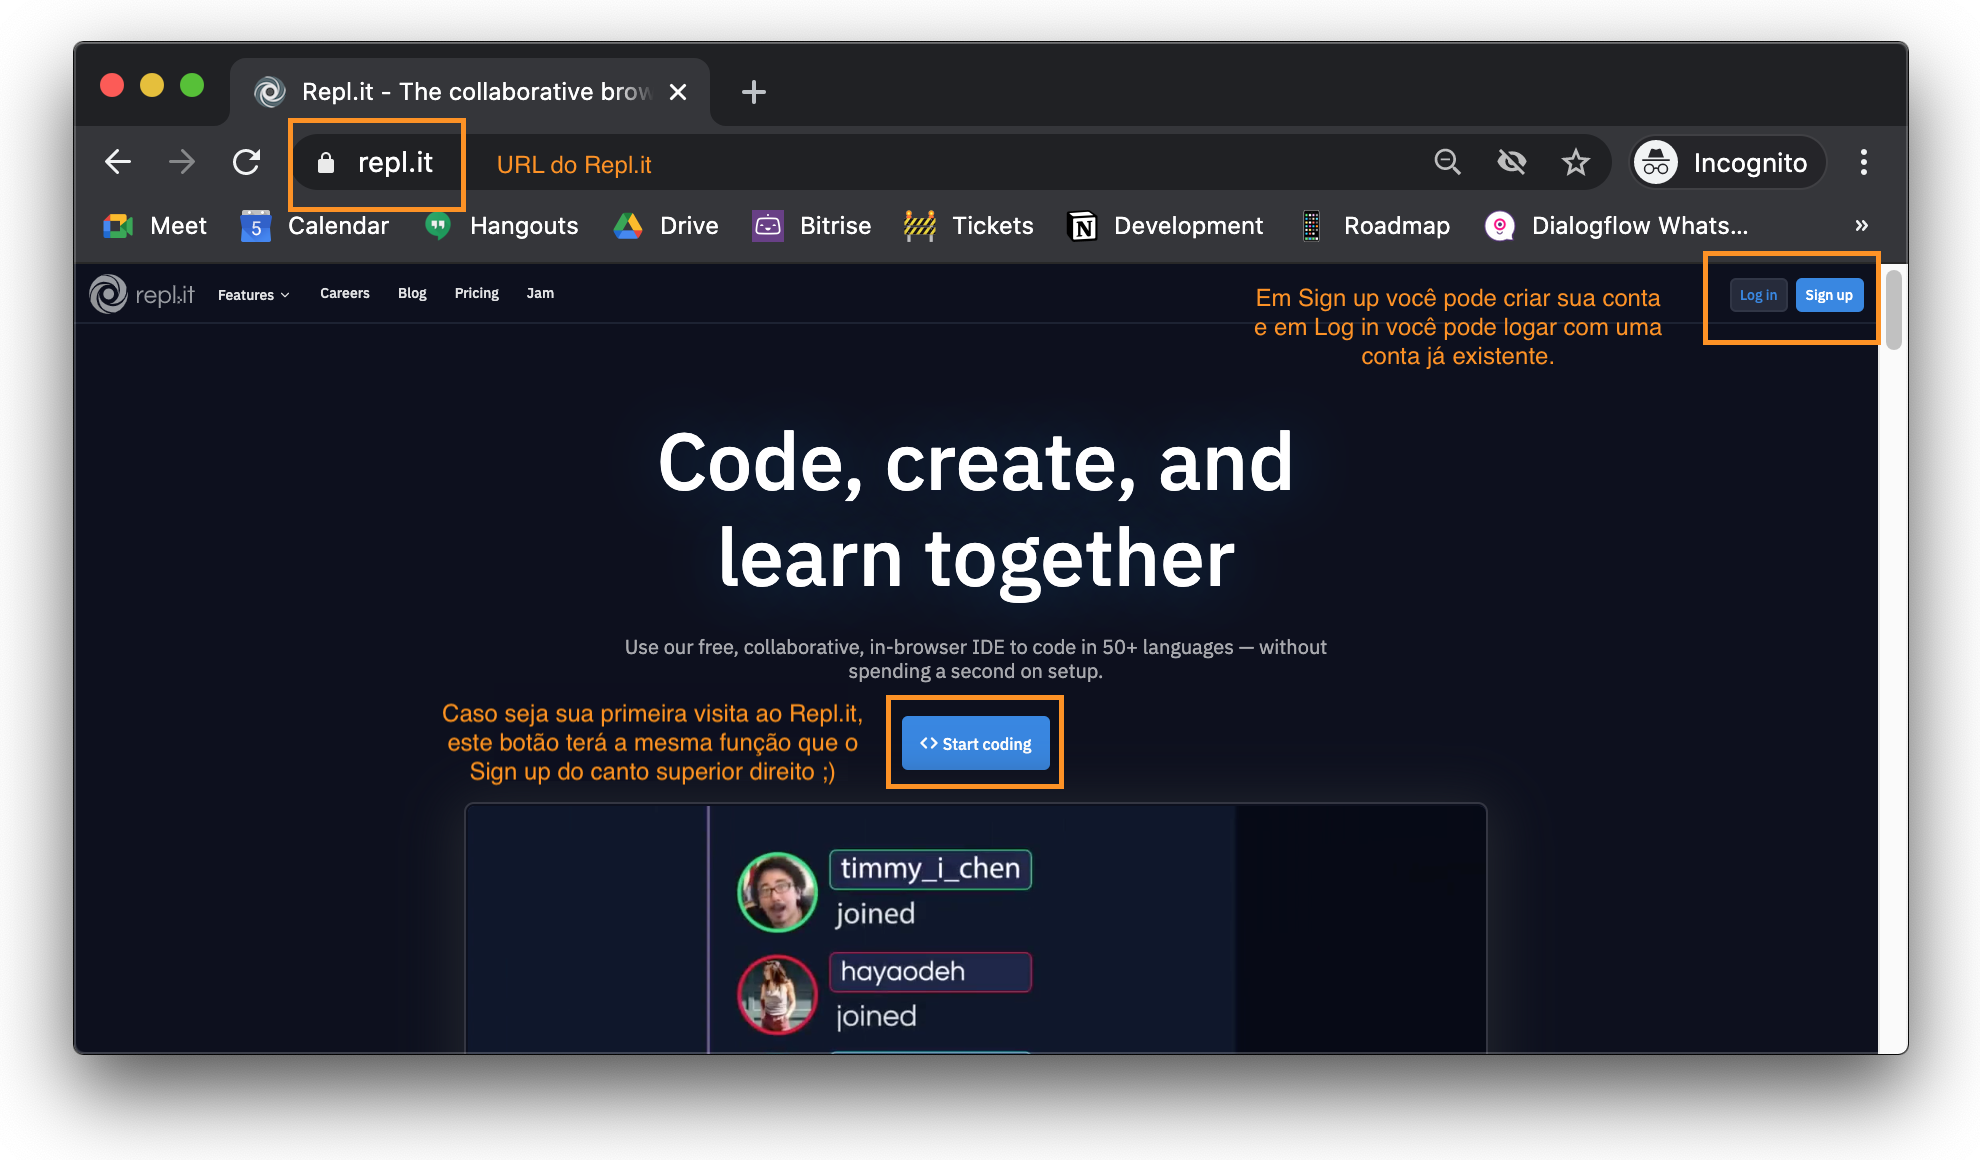 Repl.it - The collaborative brow
repl.it
URL do Repl.it
Incognito
Meet
5
Calendar
Hangouts
Drive
Bitrise
Tickets
Development
Roadmap
Dialogflow Whats...
»
repl.it
Features
Careers
Blog
Pricing
Jam
Em Sign up você pode criar sua conta
e em Log in você pode logar com uma
conta já existente.
Log in
Sign up
Code, create, and
learn together
Use our free, collaborative, in-browser IDE to code in 50+ languages — without
spending a second on setup.
Caso seja sua primeira visita ao Repl.it,
este botão terá a mesma função que o
Sign up do canto superior direito ;)
<> Start coding
timmy_i_chen
joined
hayaodeh
joined